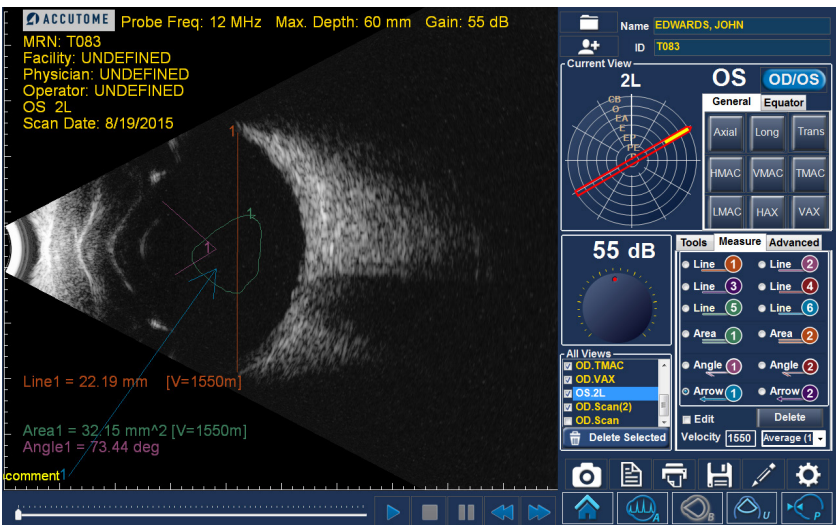 ACCUTOME Probe Freq: 12 MHz Max. Depth: 60 mm Gain: 55 dB
MRN: T083
Facility: UNDEFINED
Physician: UNDEFINED
Operator: UNDEFINED
OS 2L
Scan Date: 8/19/2015
1
1
1
Line1 = 22.19 mm [V=1550m]
Area1 = 32.15 mm^2 [V=1550m]
Angle1 = 73.44 deg
comment1
Name EDWARDS, JOHN
ID T083
Current View
2L OS OD/OS
CB
O
EA
E
EP
PE
P
General Equator
Axial Long Trans
HMAC VMAC TMAC
LMAC HAX VAX
55 dB
Tools Measure Advanced
Line 1 Line 2
Line 3 Line 4
Line 5 Line 6
Area 1 Area 2
Angle 1 Angle 2
Arrow 1 Arrow 2
Edit Delete
Velocity 1550 Average (1
All Views
OD.TMAC
OD.VAX
OS.2L
OD.Scan(2)
OD.Scan
Delete Selected
A B U P